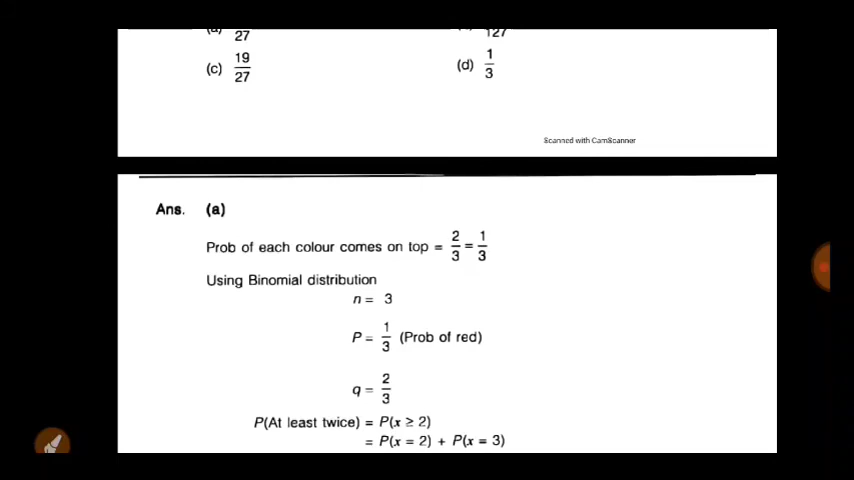 (a) 27
127
(c) 19/27
(d) 1/3
Scanned with CamScanner
Ans. (a)
Prob of each colour comes on top = 2/3 = 1/3
Using Binomial distribution
n = 3
P = 1/3 (Prob of red)
q = 2/3
P(At least twice) = P(x ≥ 2)
= P(x = 2) + P(x = 3)